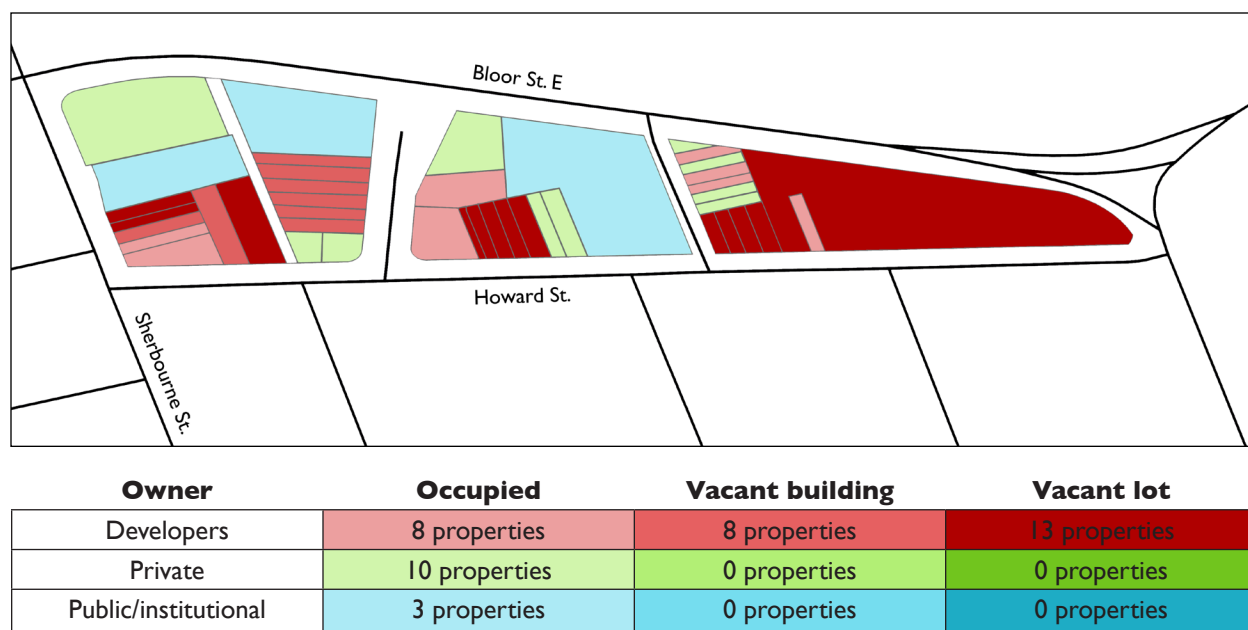 Bloor St. E
Howard St.
Sherbourne St.
Owner Occupied Vacant building Vacant lot
Developers 8 properties 8 properties 13 properties
Private 10 properties 0 properties 0 properties
Public/institutional 3 properties 0 properties 0 properties